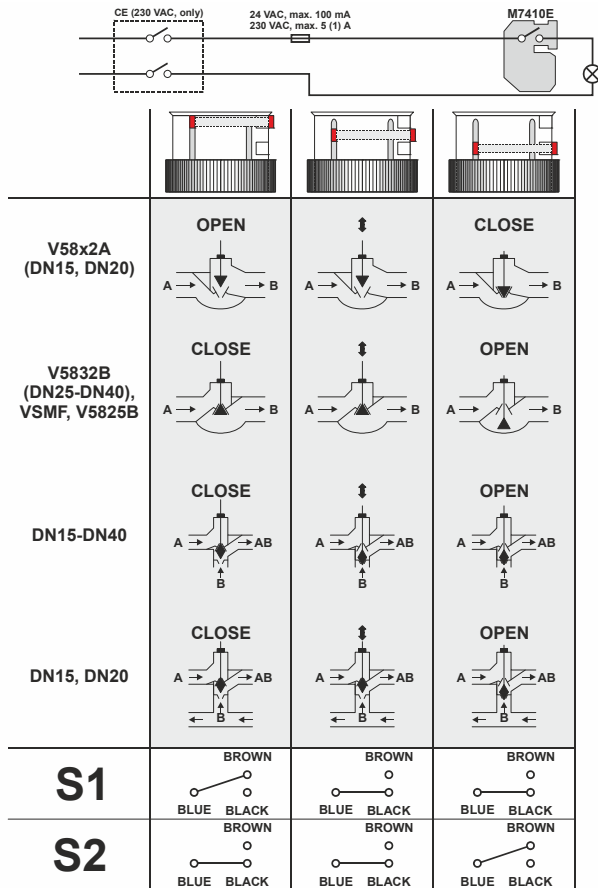 CE (230 VAC, only)
24 VAC, max. 100 mA
230 VAC, max. 5 (1) A
M7410E
V58x2A
(DN15, DN20)
OPEN
CLOSE
A B
A B
A B
V5832B
(DN25-DN40),
VSMF, V5825B
CLOSE
OPEN
A B
A B
A B
DN15-DN40
CLOSE
OPEN
A AB
B
A AB
B
A AB
B
DN15, DN20
CLOSE
OPEN
A AB
B
A AB
B
A AB
B
S1
BROWN
BLUE BLACK
BROWN
BLUE BLACK
BROWN
BLUE BLACK
S2
BROWN
BLUE BLACK
BROWN
BLUE BLACK
BROWN
BLUE BLACK